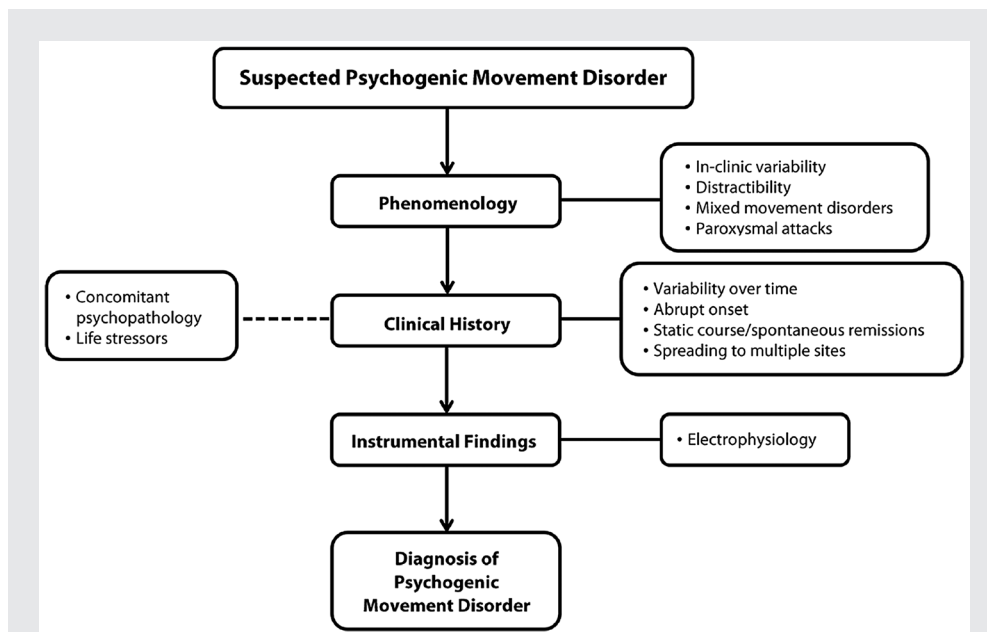 Suspected Psychogenic Movement Disorder
Phenomenology
• In-clinic variability
• Distractibility
• Mixed movement disorders
• Paroxysmal attacks
• Concomitant
psychopathology
• Life stressors
Clinical History
• Variability over time
• Abrupt onset
• Static course/spontaneous remissions
• Spreading to multiple sites
Instrumental Findings
• Electrophysiology
Diagnosis of
Psychogenic
Movement Disorder